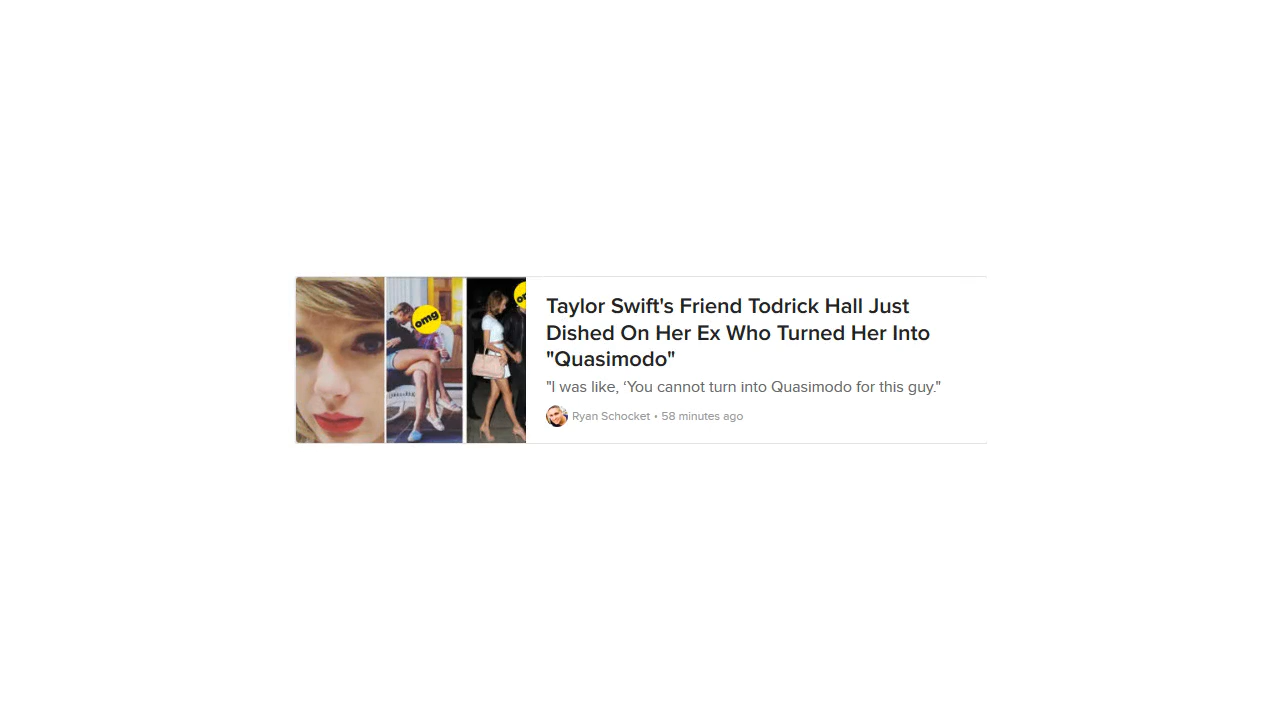 omg
Taylor Swift's Friend Todrick Hall Just
Dished On Her Ex Who Turned Her Into
"Quasimodo"
"I was like, ‘You cannot turn into Quasimodo for this guy."
Ryan Schocket • 58 minutes ago